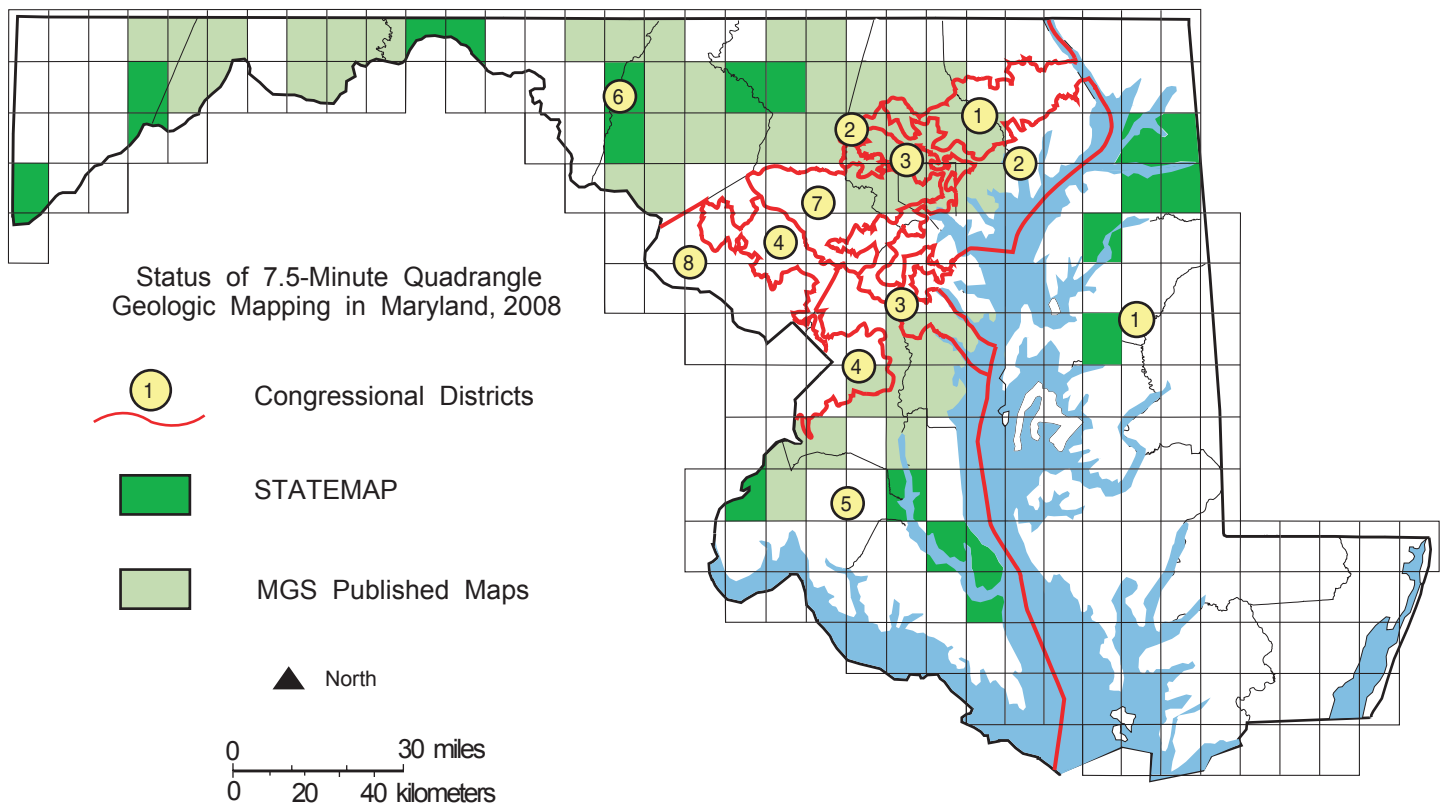 6
1
2
3
2
7
4
8
3
1
4
5
Status of 7.5-Minute Quadrangle
Geologic Mapping in Maryland, 2008
1
Congressional Districts
STATEMAP
MGS Published Maps
North
0 30 miles
0 20 40 kilometers